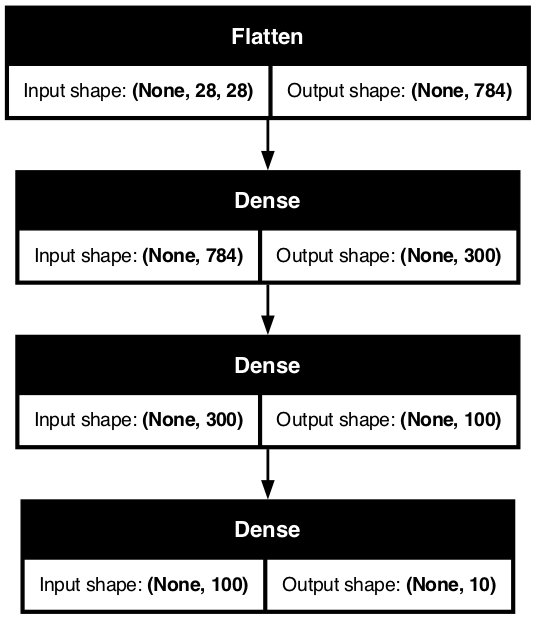 Flatten
Input shape: (None, 28, 28) Output shape: (None, 784)
Dense
Input shape: (None, 784) Output shape: (None, 300)
Dense
Input shape: (None, 300) Output shape: (None, 100)
Dense
Input shape: (None, 100) Output shape: (None, 10)